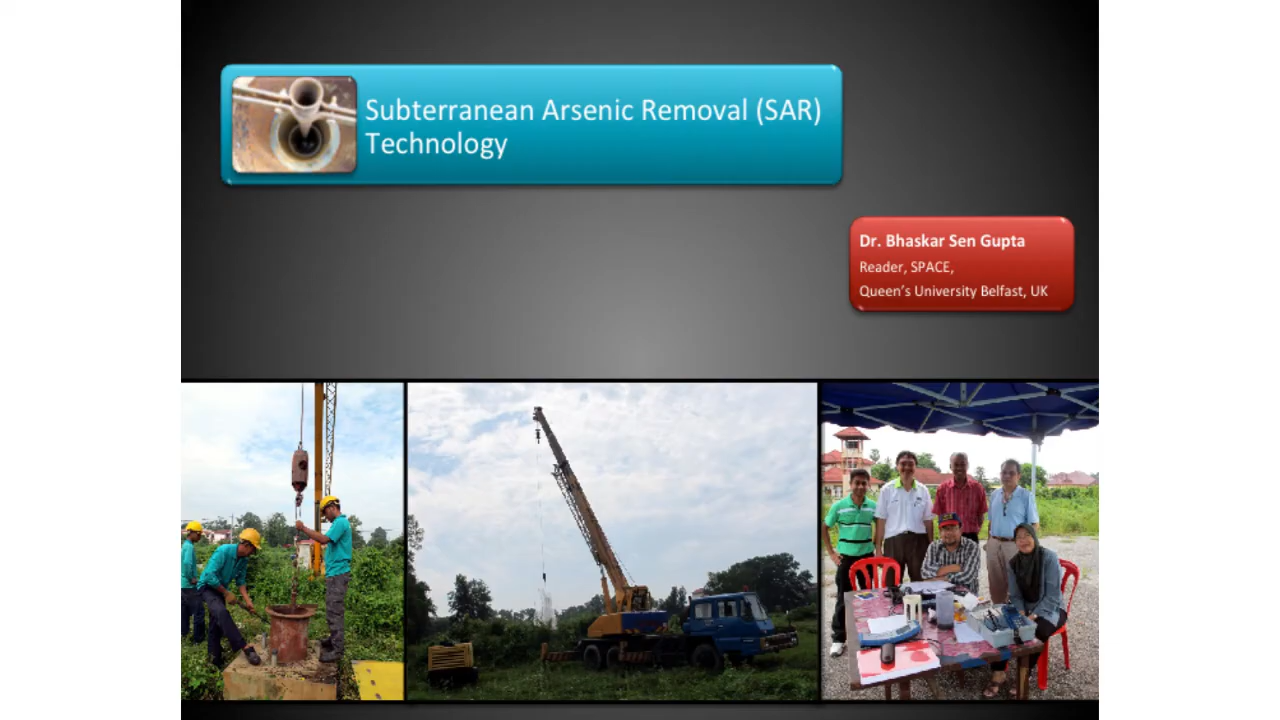 Subterranean Arsenic Removal (SAR)
Technology
Dr. Bhaskar Sen Gupta
Reader, SPACE,
Queen's University Belfast, UK